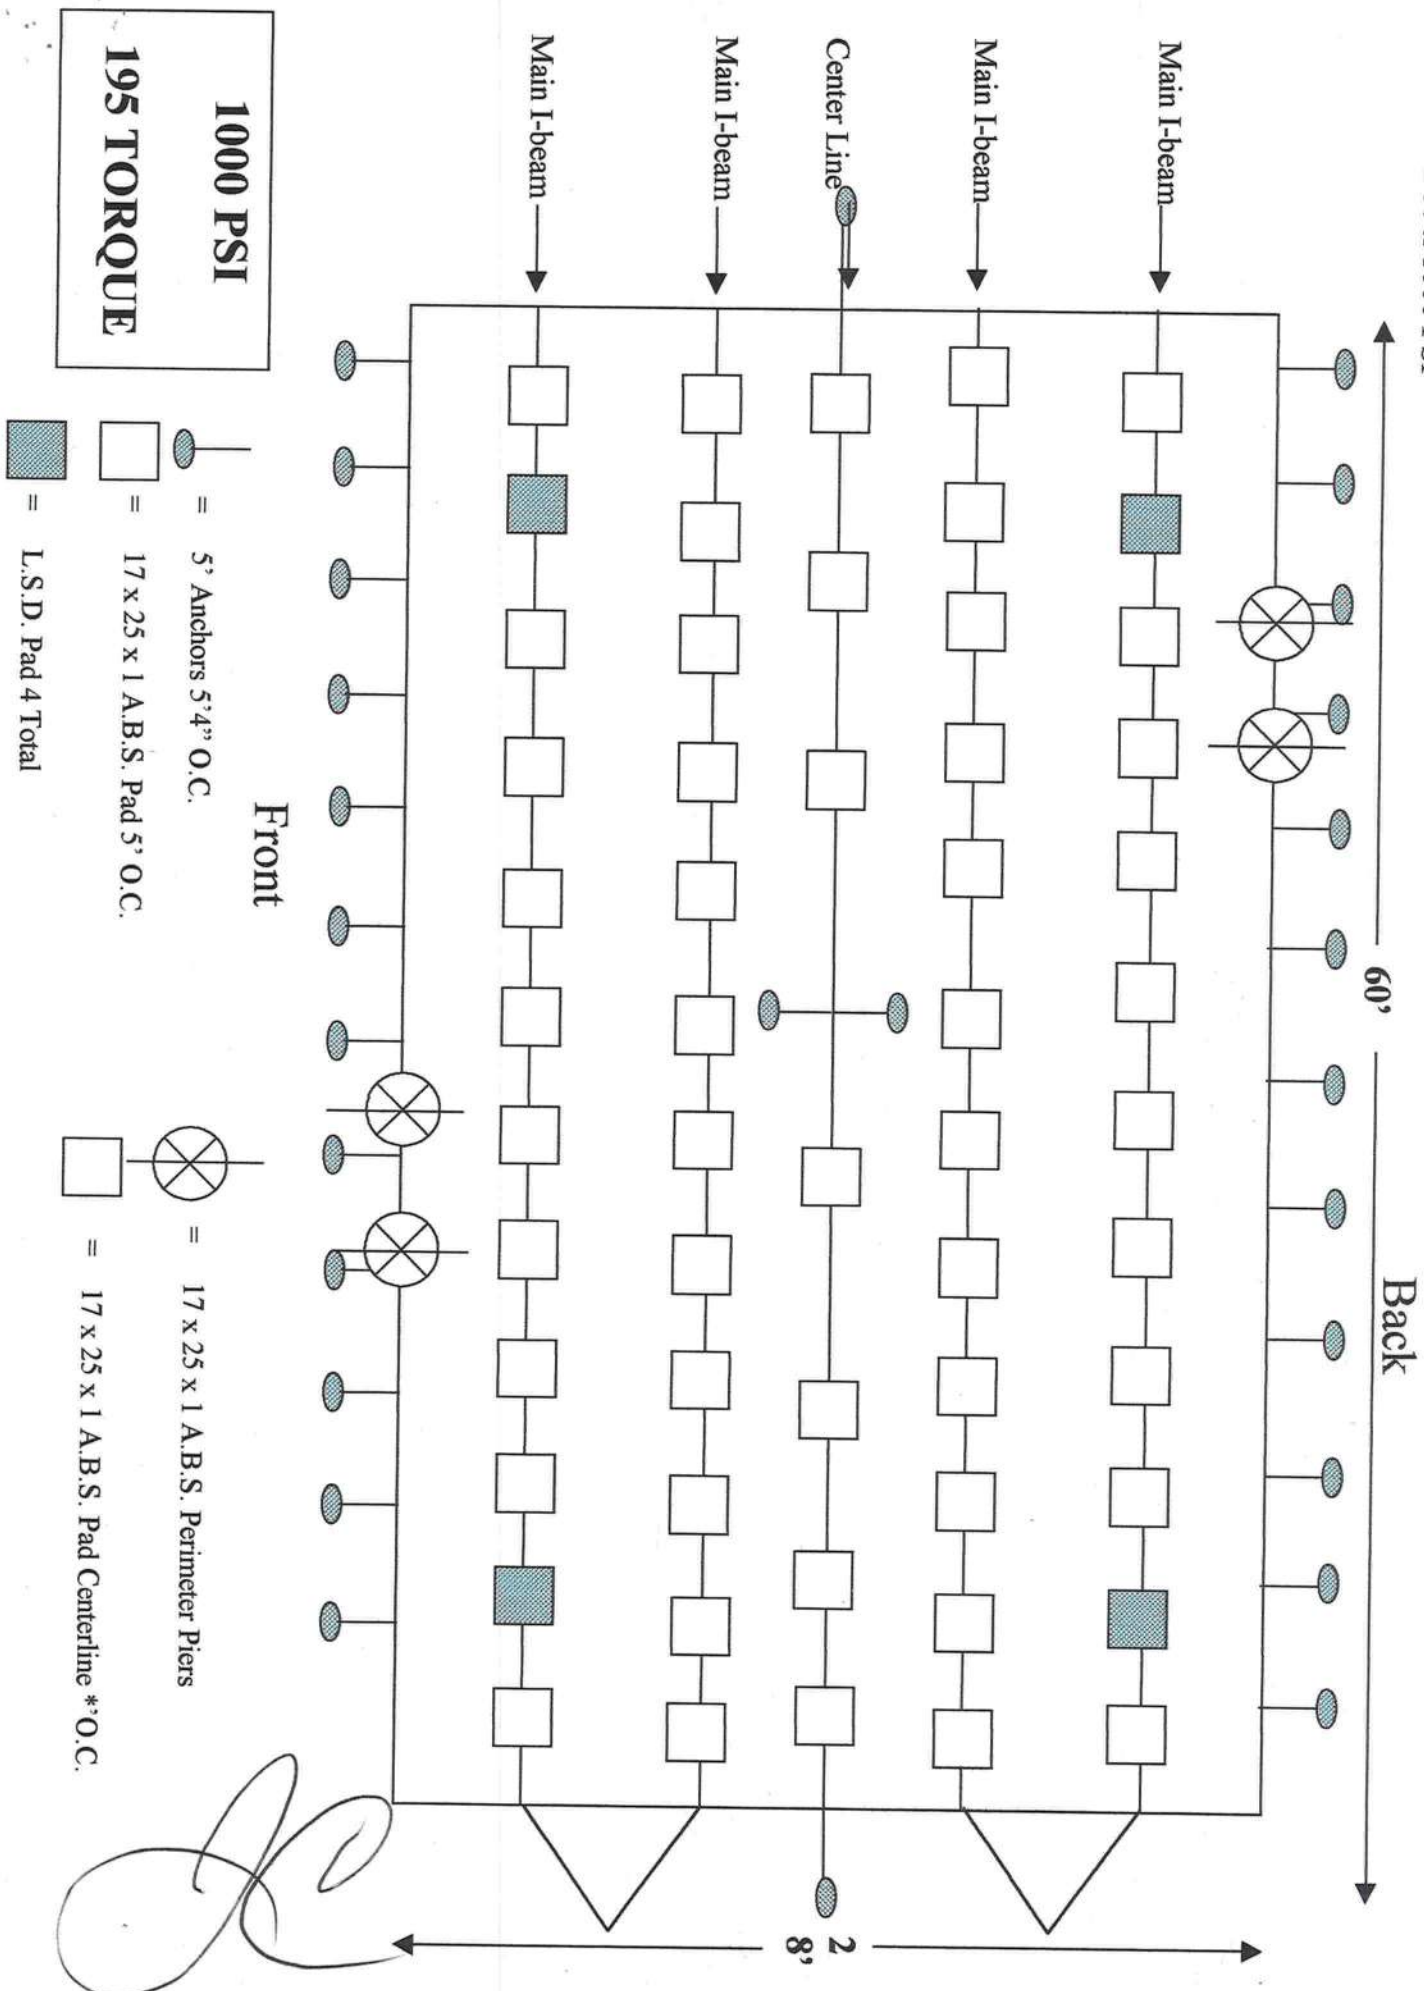 Back
60’
Main I-beam
Main I-beam
Center Line
Main I-beam
Main I-beam
2
8’
Front
1000 PSI
195 TORQUE
= 5’ Anchors 5’4” O.C.
= 17 x 25 x 1 A.B.S. Pad 5’ O.C.
= L.S.D. Pad 4 Total
= 17 x 25 x 1 A.B.S. Perimeter Piers
= 17 x 25 x 1 A.B.S. Pad Centerline *’O.C.